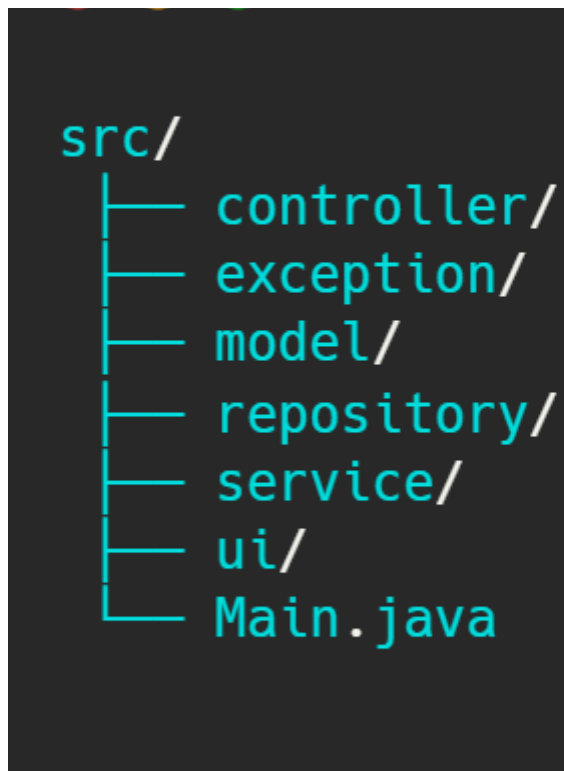 src/
├── controller/
├── exception/
├── model/
├── repository/
├── service/
├── ui/
└── Main.java